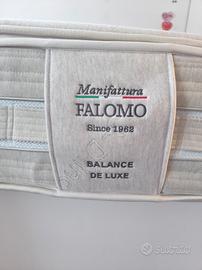 Manifattura
FALOMO
Since 1962
BALANCE
DE LUXE